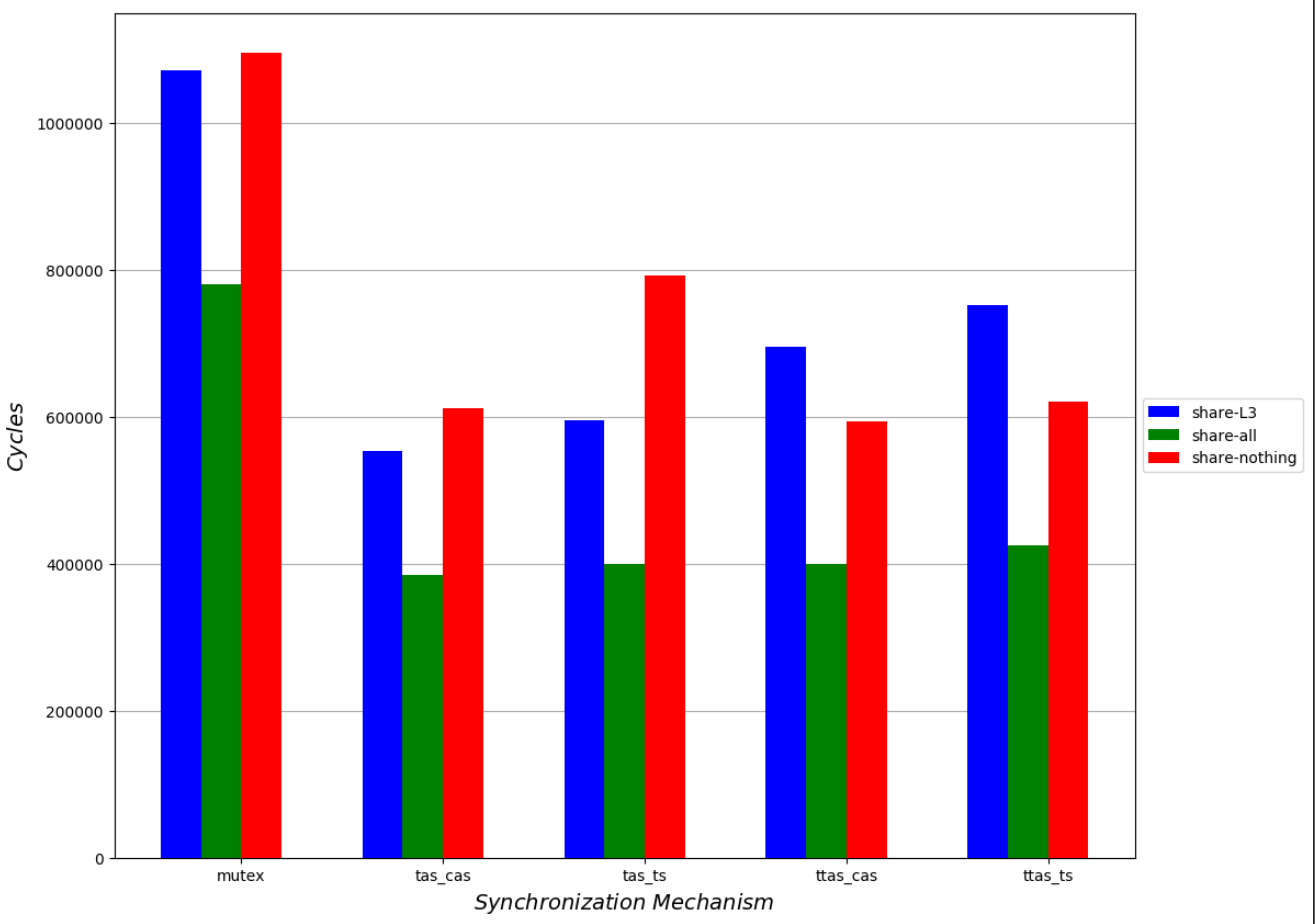 1000000
800000
600000
400000
200000
0
Cycles
mutex
tas_cas
tas_ts
ttas_cas
ttas_ts
Synchronization Mechanism
share-L3
share-all
share-nothing